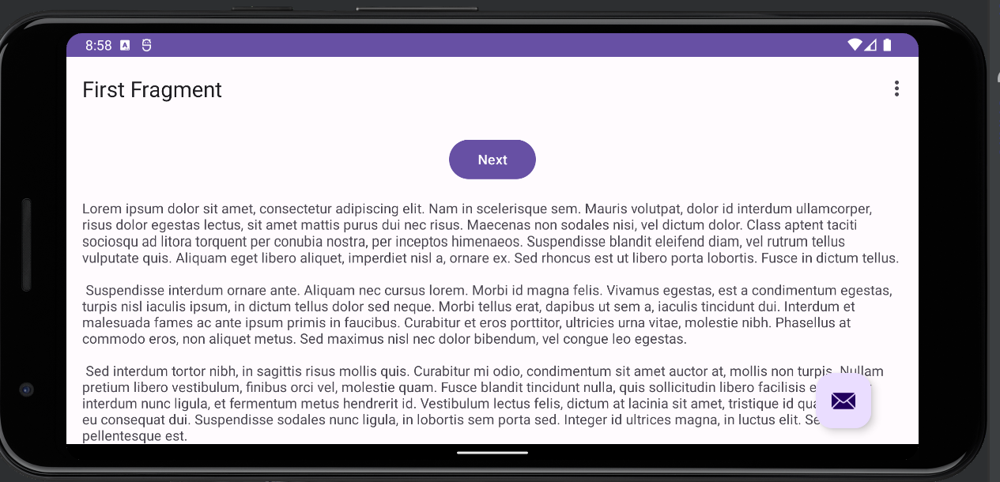 8:58
First Fragment
Next
Lorem ipsum dolor sit amet, consectetur adipiscing elit. Nam in scelerisque sem. Mauris volutpat, dolor id interdum ullamcorper,
risus dolor egestas lectus, sit amet mattis purus dui nec risus. Maecenas non sodales nisi, vel dictum dolor. Class aptent taciti
sociosqu ad litora torquent per conubia nostra, per inceptos himenaeos. Suspendisse blandit eleifend diam, vel rutrum tellus
vulputate quis. Aliquam eget libero aliquet, imperdiet nisl a, ornare ex. Sed rhoncus est ut libero porta lobortis. Fusce in dictum tellus.
Suspendisse interdum ornare ante. Aliquam nec cursus lorem. Morbi id magna felis. Vivamus egestas, est a condimentum egestas,
turpis nisl iaculis ipsum, in dictum tellus dolor sed neque. Morbi tellus erat, dapibus ut sem a, iaculis tincidunt dui. Interdum et
malesuada fames ac ante ipsum primis in faucibus. Curabitur et eros porttitor, ultricies urna vitae, molestie nibh. Phasellus at
commodo eros, non aliquet metus. Sed maximus nisl nec dolor bibendum, vel congue leo egestas.
Sed interdum tortor nibh, in sagittis risus mollis quis. Curabitur mi odio, condimentum sit amet auctor at, mollis non turpis. Nullam
pretium libero vestibulum, finibus orci vel, molestie quam. Fusce blandit tincidunt nulla, quis sollicitudin libero facilisis
interdum nunc ligula, et fermentum metus hendrerit id. Vestibulum lectus felis, dictum at lacinia sit amet, tristique id
eu consequat dui. Suspendisse sodales nunc ligula, in lobortis sem porta sed. Integer id ultrices magna, in luctus elit.
pellentesque est.